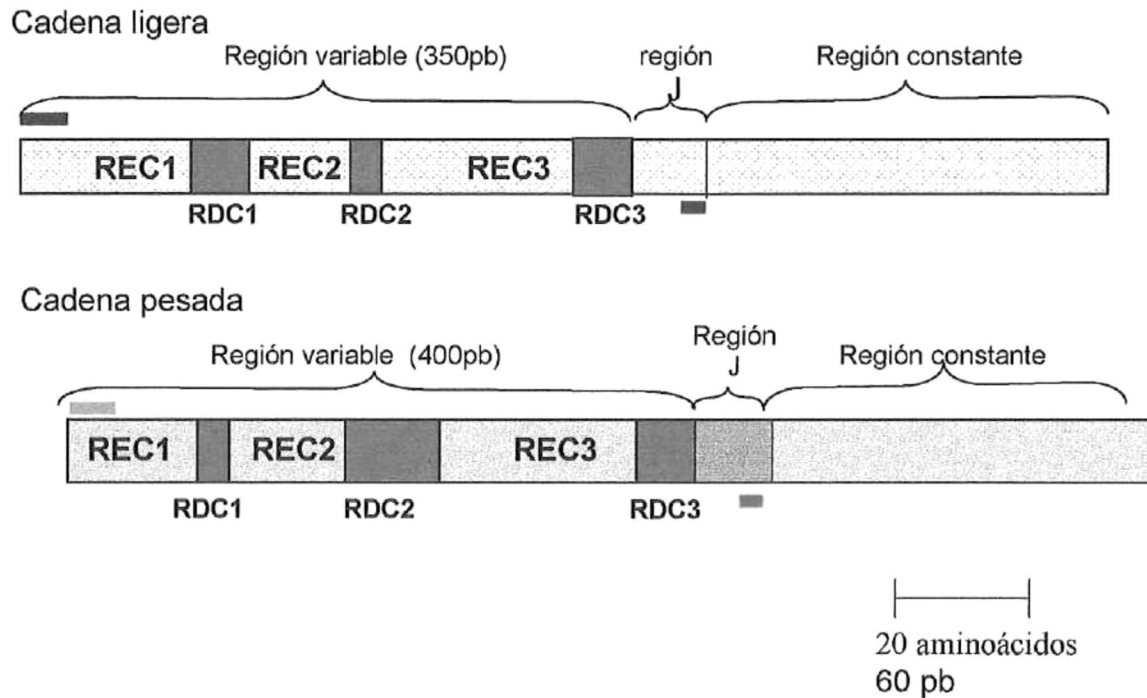 Cadena ligera
Región variable (350pb)
región
J
Región constante
REC1
REC2
REC3
RDC1
RDC2
RDC3
Cadena pesada
Región variable (400pb)
Región
J
Región constante
REC1
REC2
REC3
RDC1
RDC2
RDC3
20 aminoácidos
60 pb